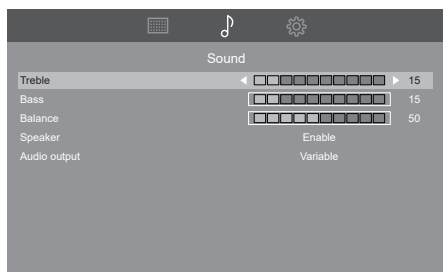 Sound
Treble 15
Bass 15
Balance 50
Speaker Enable
Audio output Variable